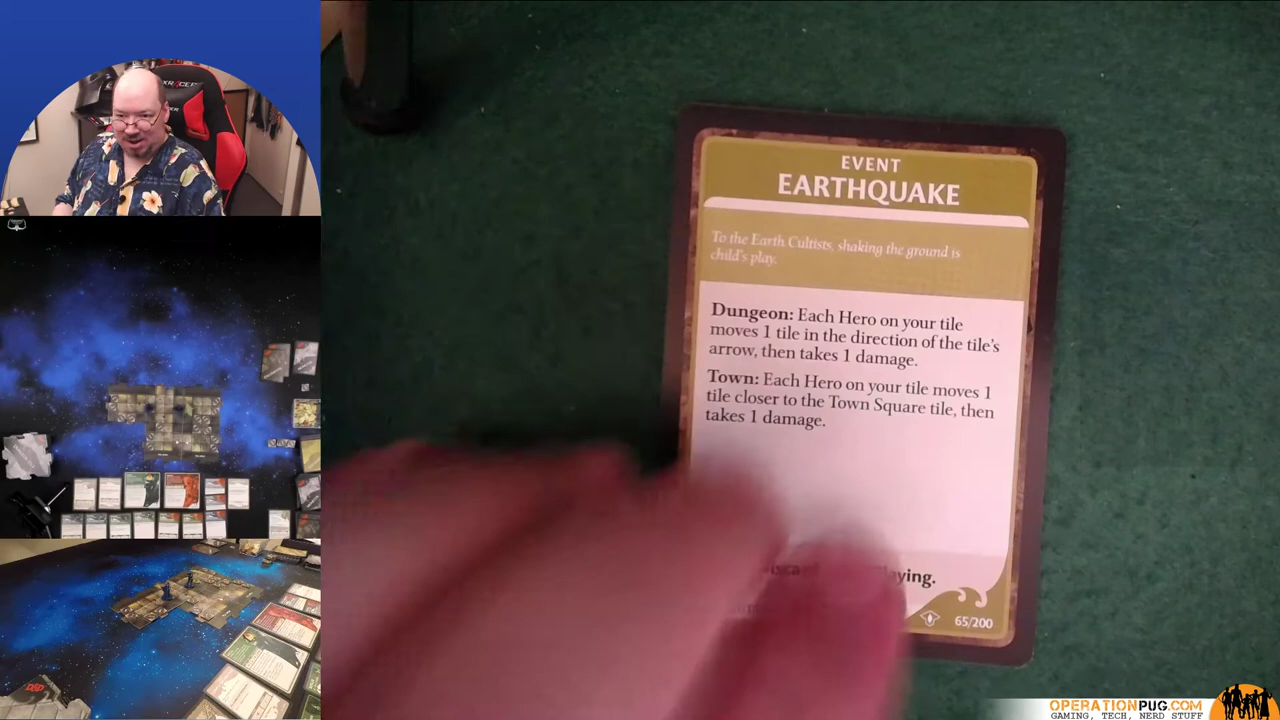 EVENT
EARTHQUAKE
To the Earth Cultists, shaking the ground is
child's play.
Dungeon: Each Hero on your tile
moves 1 tile in the direction of the tile's
arrow, then takes 1 damage.
Town: Each Hero on your tile moves 1
tile closer to the Town Square tile, then
takes 1 damage.
65/200
OPERATIONPUG.COM
GAMING, TECH, NERD STUFF